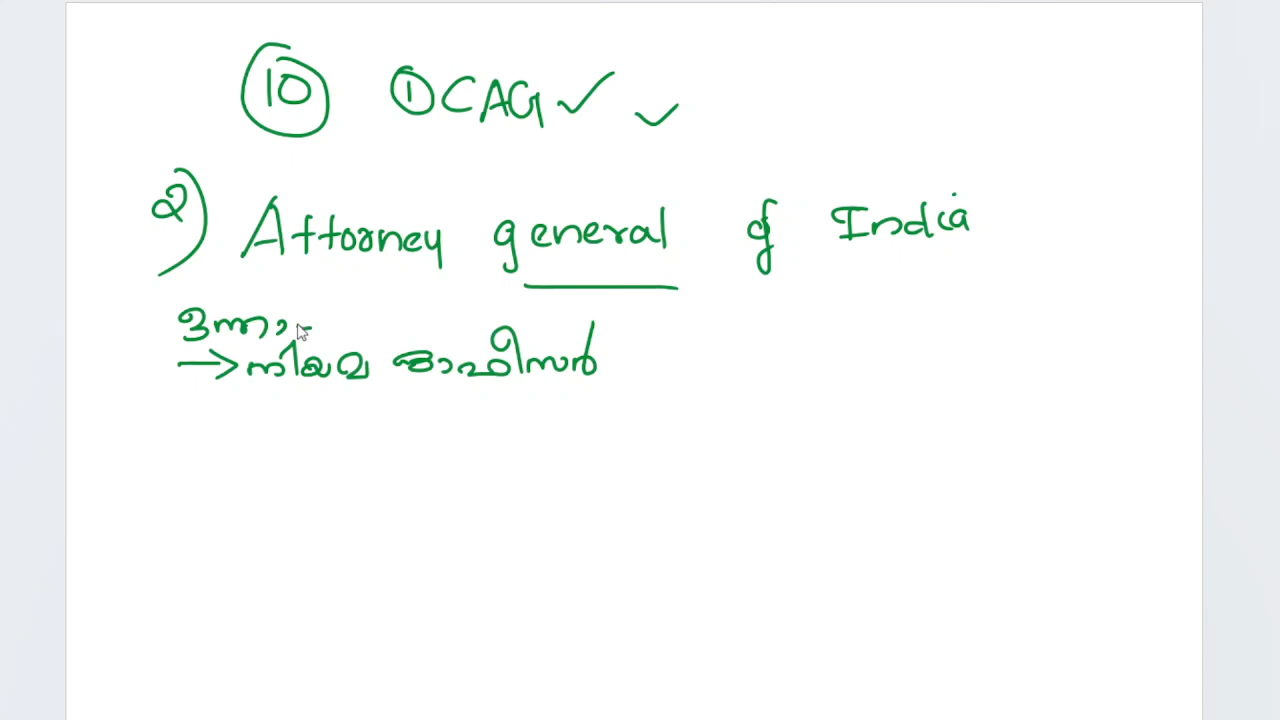 10 ① CAG ✓ ✓
2) Attorney general of India
→ നിയമ ഓഫീസർ